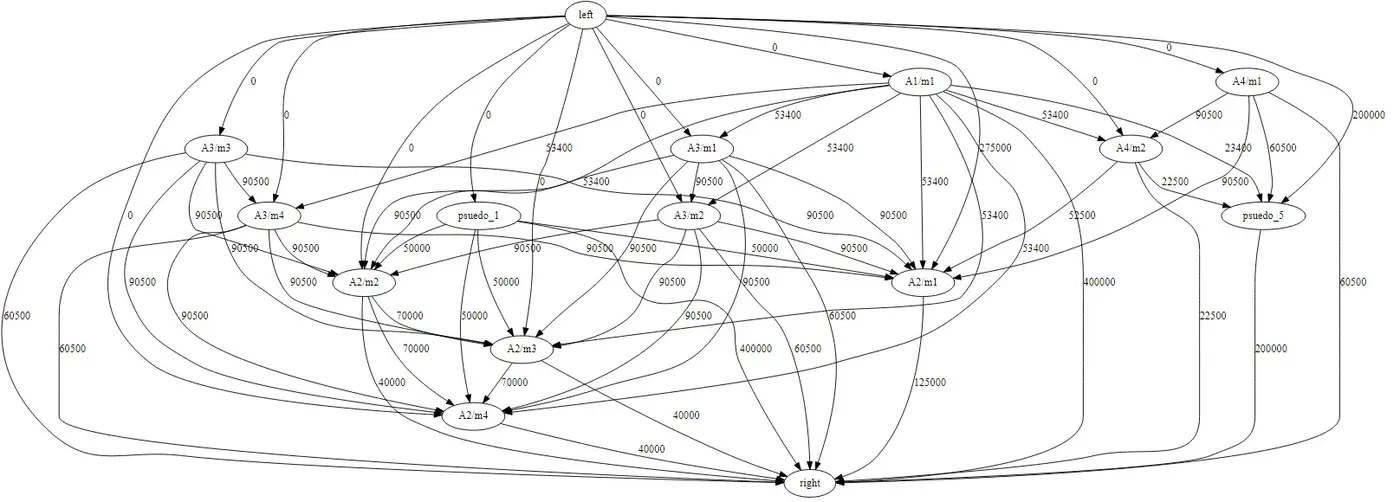 left
0
0 A1/m1 A4/m1
0 0 0 0 0 53400 53400 90500 60500 200000
A3/m3 0 53400 0 53400 A3/m1 53400 275000 A4/m2 23400
90500 0 53400 90500 53400 22500 90500
A3/m4 psuedo_1 A3/m2 psuedo_5
0 90500 90500 50000 90500 90500 90500 53400 52500
90500 90500 50000 90500 90500 50000 90500 53400
A2/m2 A2/m1
90500 90500 50000 90500 90500 400000 60500
60500 90500 70000 50000 90500 60500 22500
60500 70000 A2/m3 400000 60500 200000
40000 70000 125000
A2/m4 40000
40000
right